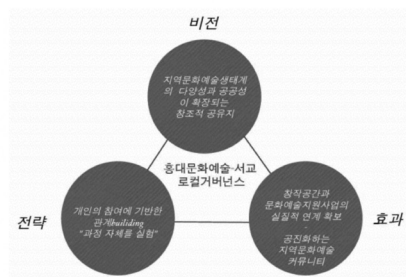 비전
지역문화예술생태계
의 다양성과 공공성
이 확장되는
창조적 공유지
홍대문화예술-서교
로컬거버넌스
전략
개인의 참여에 기반한
관계builiding
"과정 자체를 실험"
창작공간과
문화예술지원사업의
실질적 연계 확보
-
공진화하는
지역문화예술
커뮤니티
효과